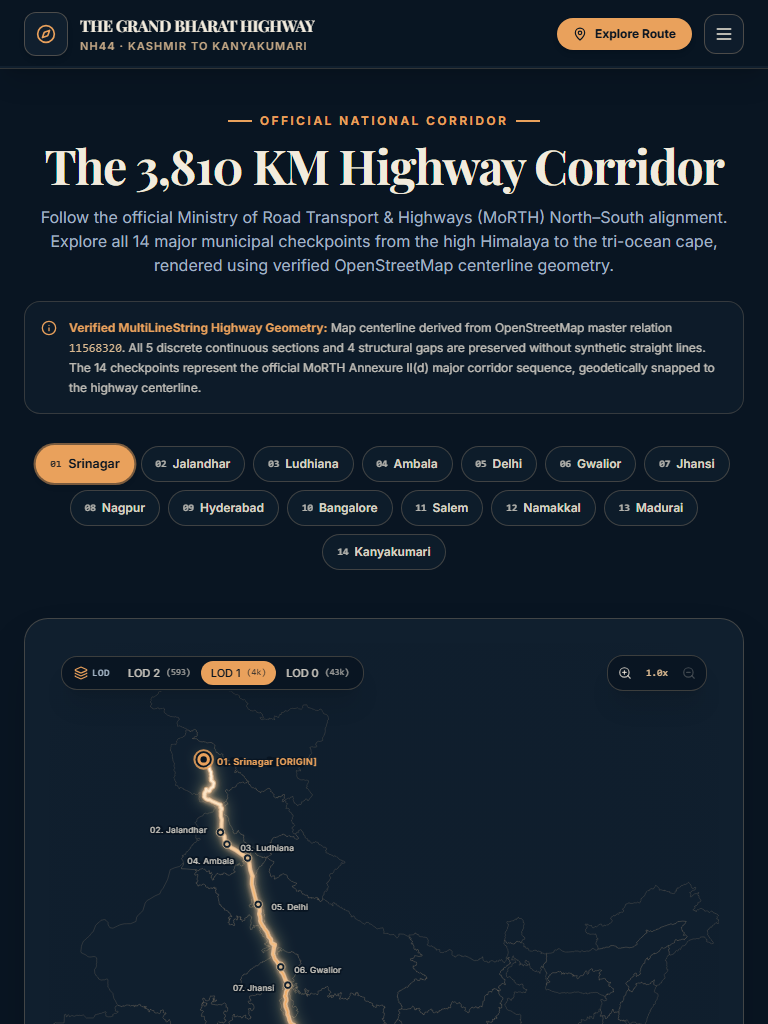 THE GRAND BHARAT HIGHWAY
NH44 · KASHMIR TO KANYAKUMARI
Explore Route
OFFICIAL NATIONAL CORRIDOR
The 3,810 KM Highway Corridor
Follow the official Ministry of Road Transport & Highways (MoRTH) North–South alignment.
Explore all 14 major municipal checkpoints from the high Himalaya to the tri-ocean cape,
rendered using verified OpenStreetMap centerline geometry.
Verified MultiLineString Highway Geometry: Map centerline derived from OpenStreetMap master relation
11568320. All 5 discrete continuous sections and 4 structural gaps are preserved without synthetic straight lines.
The 14 checkpoints represent the official MoRTH Annexure II(d) major corridor sequence, geodetically snapped to
the highway centerline.
01 Srinagar
02 Jalandhar
03 Ludhiana
04 Ambala
05 Delhi
06 Gwalior
07 Jhansi
08 Nagpur
09 Hyderabad
10 Bangalore
11 Salem
12 Namakkal
13 Madurai
14 Kanyakumari
LOD
LOD 2 (593)
LOD 1 (4k)
LOD 0 (43k)
1.0x
01. Srinagar [ORIGIN]
02. Jalandhar
03. Ludhiana
04. Ambala
05. Delhi
06. Gwalior
07. Jhansi